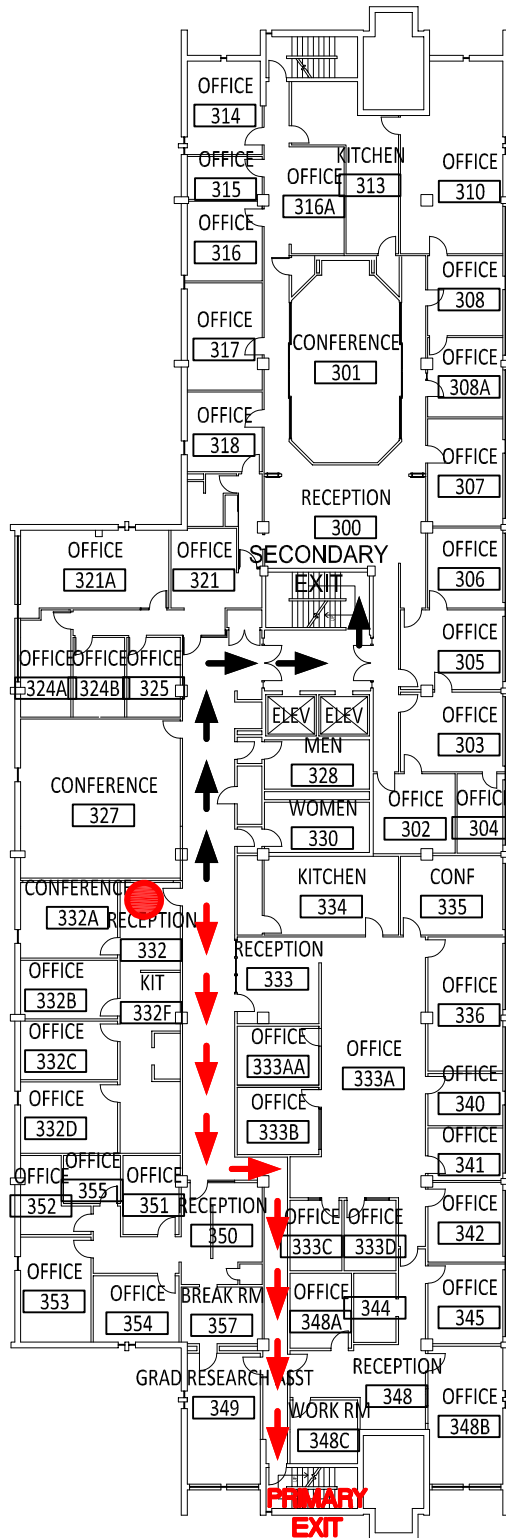 OFFICE
314
OFFICE
315
KITCHEN
313
OFFICE
316A
OFFICE
310
OFFICE
316
OFFICE
308
OFFICE
317
CONFERENCE
301
OFFICE
308A
OFFICE
318
OFFICE
307
RECEPTION
300
OFFICE
321A
OFFICE
321
SECONDARY
EXIT
OFFICE
306
OFFICE
324A
OFFICE
324B
OFFICE
325
OFFICE
305
ELEV
ELEV
OFFICE
303
MEN
328
CONFERENCE
327
WOMEN
330
OFFICE
302
OFFICE
304
CONFERENCE
332A
RECEPTION
332
KITCHEN
334
CONF
335
OFFICE
332B
KIT
332F
RECEPTION
333
OFFICE
336
OFFICE
332C
OFFICE
333AA
OFFICE
333A
OFFICE
340
OFFICE
332D
OFFICE
333B
OFFICE
341
OFFICE
352
OFFICE
355
OFFICE
351
RECEPTION
350
OFFICE
333C
OFFICE
333D
OFFICE
342
OFFICE
353
OFFICE
354
BREAK RM
357
OFFICE
348A
344
OFFICE
345
GRAD RESEARCH ASST
349
RECEPTION
348
WORK RM
348C
OFFICE
348B
PRIMARY
EXIT